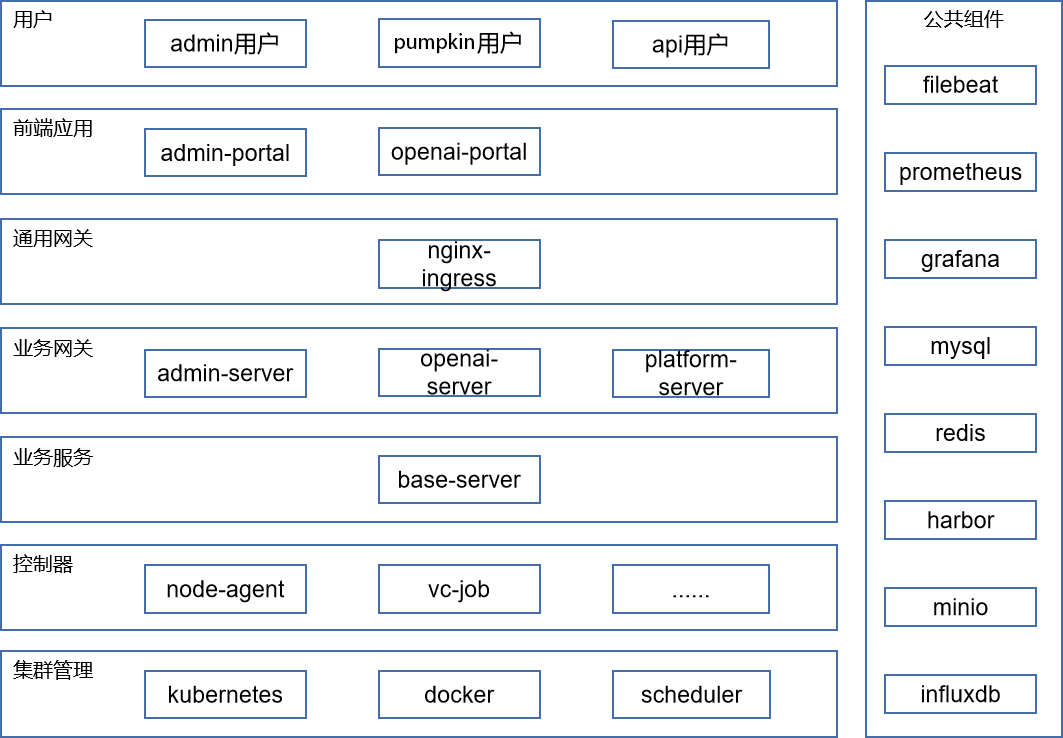 用户
admin用户
pumpkin用户
api用户
前端应用
admin-portal
openai-portal
通用网关
nginx-
ingress
业务网关
admin-server
openai-
server
platform-
server
业务服务
base-server
控制器
node-agent
vc-job
......
集群管理
kubernetes
docker
scheduler
公共组件
filebeat
prometheus
grafana
mysql
redis
harbor
minio
influxdb